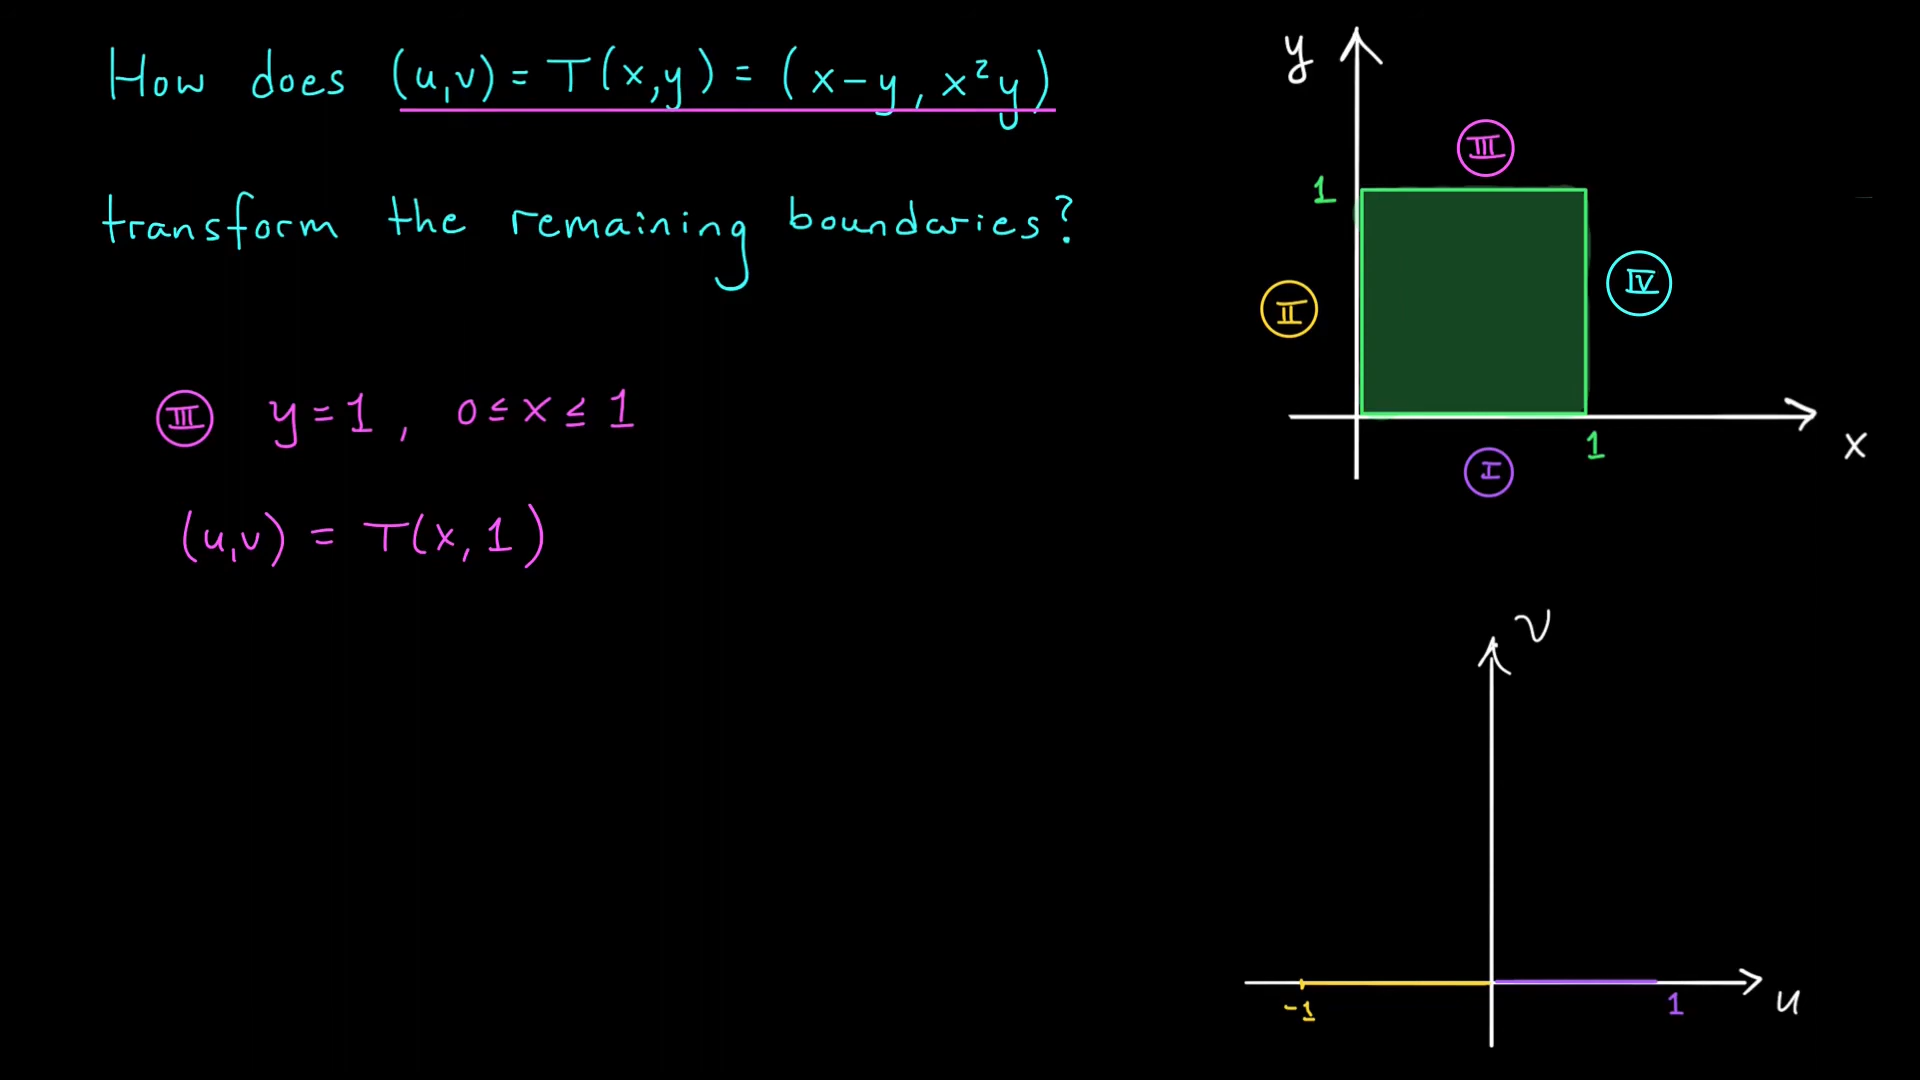 How does (u,v) = T(x,y) = (x-y, x²y)
transform the remaining boundaries?
III y=1, 0≤x≤1
(u,v) = T(x,1)
y
III
1
II
IV
1
x
I
v
-1
1
u